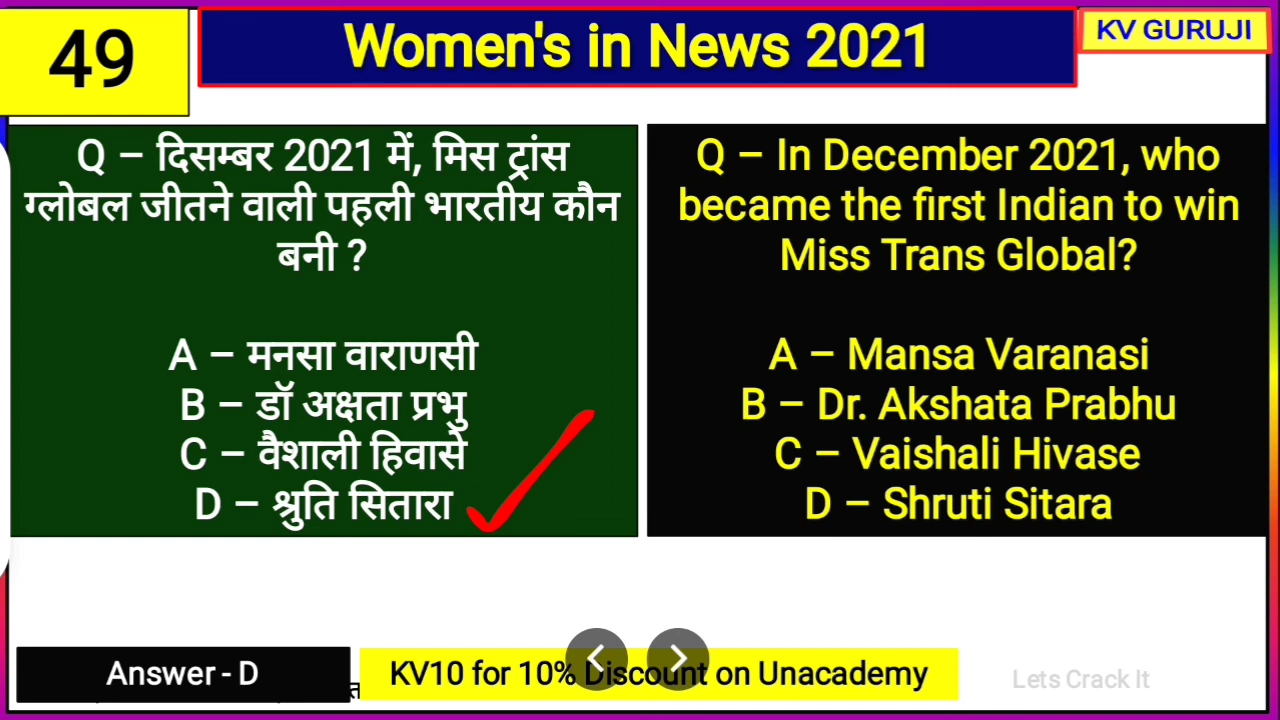 49
Women's in News 2021
KV GURUJI
Q – दिसम्बर 2021 में, मिस ट्रांस
ग्लोबल जीतने वाली पहली भारतीय कौन
बनी ?
A – मनसा वाराणसी
B – डॉ अक्षता प्रभु
C – वैशाली हिवासे
D – श्रुति सितारा
Q – In December 2021, who
became the first Indian to win
Miss Trans Global?
A – Mansa Varanasi
B – Dr. Akshata Prabhu
C – Vaishali Hivase
D – Shruti Sitara
Answer - D
KV10 for 10% Discount on Unacademy
Lets Crack It